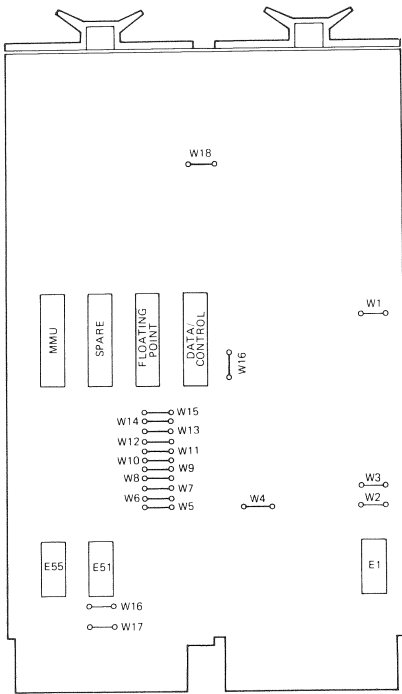 W18
W1
MMU
SPARE
FLOATING
POINT
DATA/
CONTROL
W16
W15
W14
W13
W12
W11
W10
W9
W8
W7
W6
W5
W4
W3
W2
E55
E51
E1
W16
W17